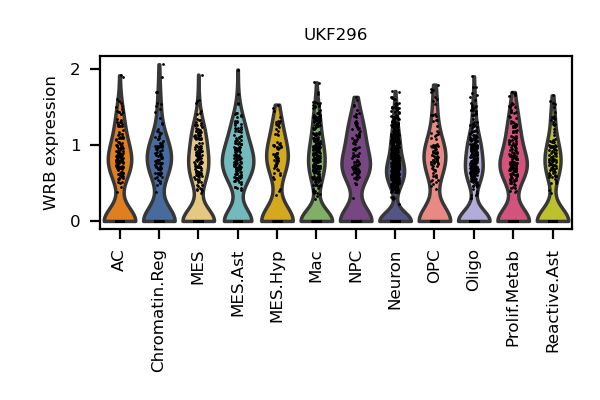 UKF296
WRB expression
2
1
0
AC
Chromatin.Reg
MES
MES.Ast
MES.Hyp
Mac
NPC
Neuron
OPC
Oligo
Prolif.Metab
Reactive.Ast